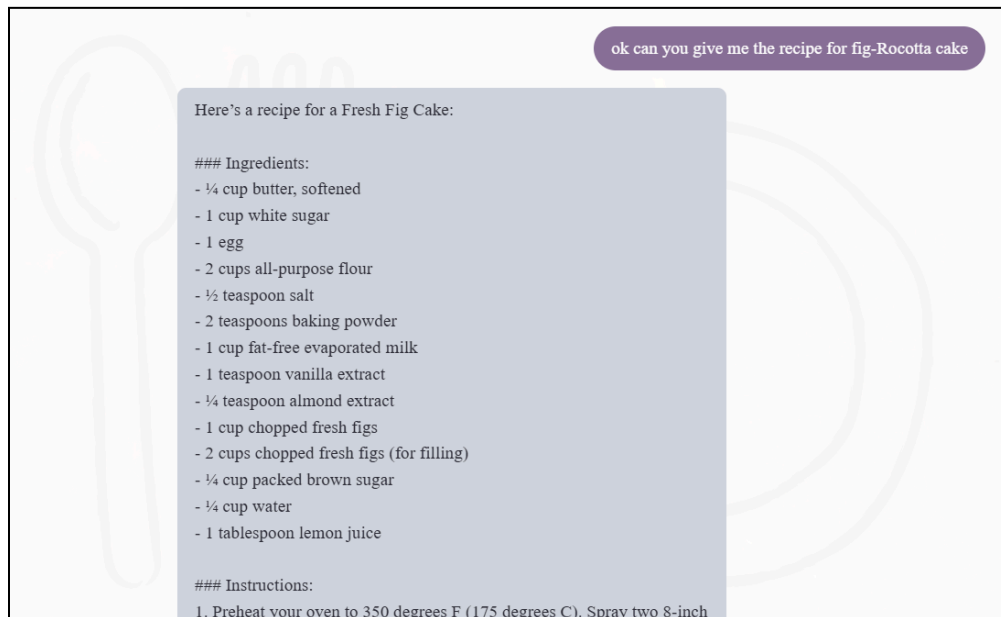 ok can you give me the recipe for fig-Rocotta cake
Here’s a recipe for a Fresh Fig Cake:
### Ingredients:
- ¼ cup butter, softened
- 1 cup white sugar
- 1 egg
- 2 cups all-purpose flour
- ½ teaspoon salt
- 2 teaspoons baking powder
- 1 cup fat-free evaporated milk
- 1 teaspoon vanilla extract
- ¼ teaspoon almond extract
- 1 cup chopped fresh figs
- 2 cups chopped fresh figs (for filling)
- ¼ cup packed brown sugar
- ¼ cup water
- 1 tablespoon lemon juice
### Instructions:
1. Preheat your oven to 350 degrees F (175 degrees C). Spray two 8-inch